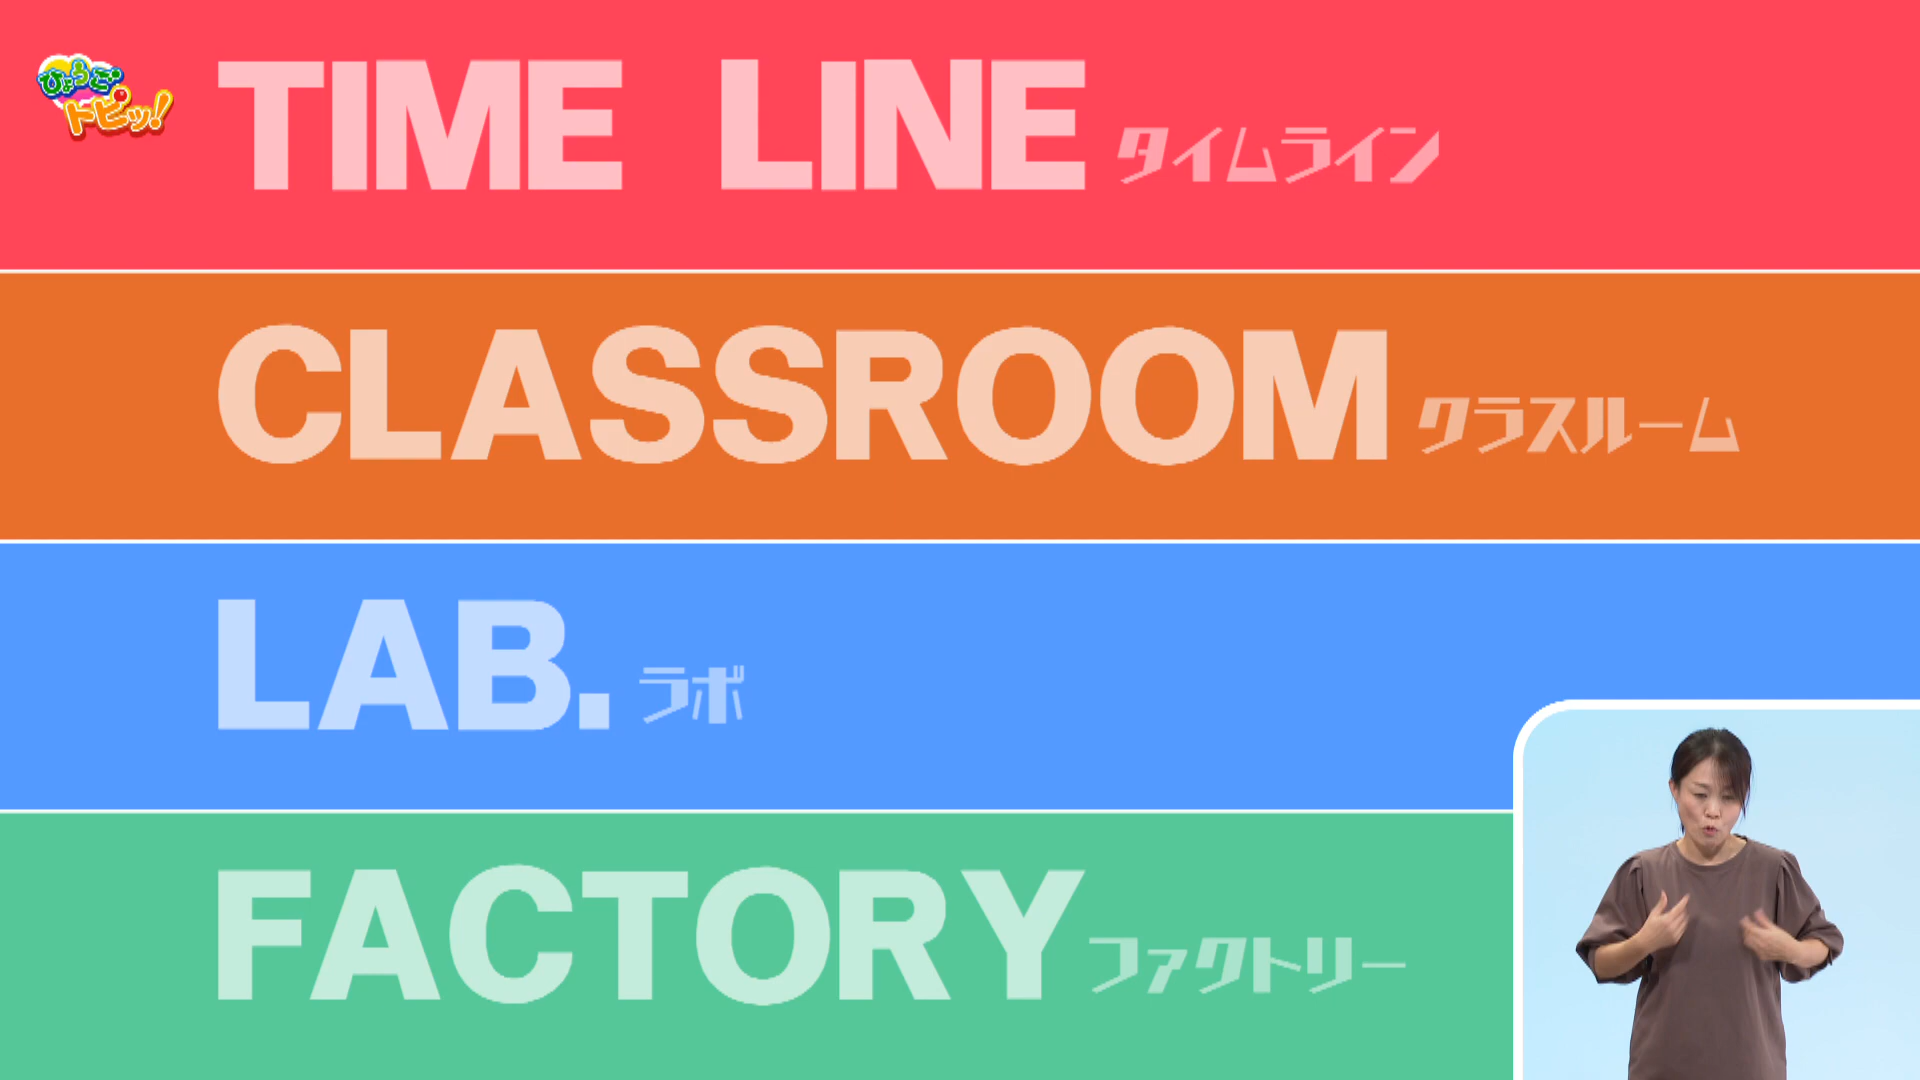 ひょうご
トピッ!
TIME LINE タイムライン
CLASSROOM クラスルーム
LAB. ラボ
FACTORY ファクトリー